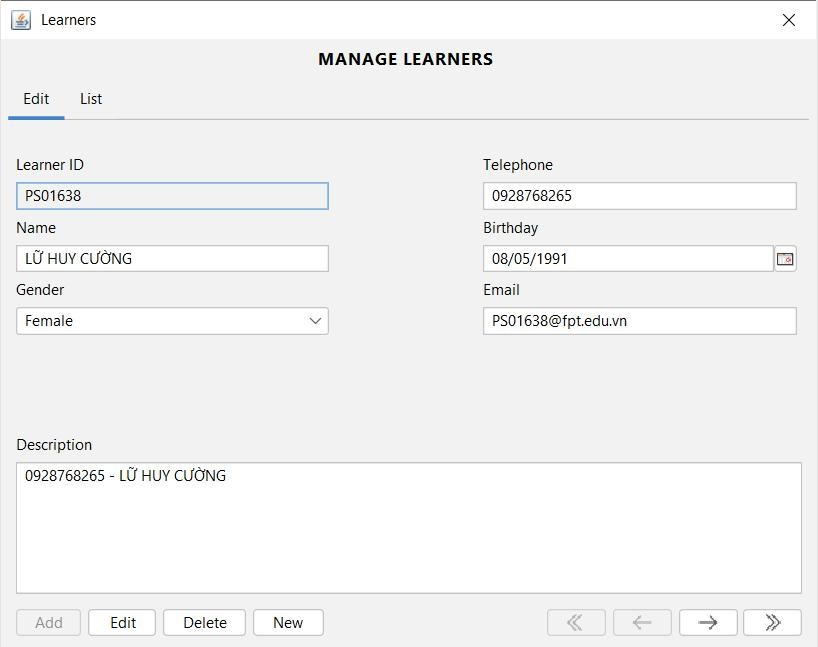 Learners
MANAGE LEARNERS
Edit List
Learner ID
PS01638
Name
LỮ HUY CƯỜNG
Gender
Female
Telephone
0928768265
Birthday
08/05/1991
Email
PS01638@fpt.edu.vn
Description
0928768265 - LỮ HUY CƯỜNG
Add Edit Delete New